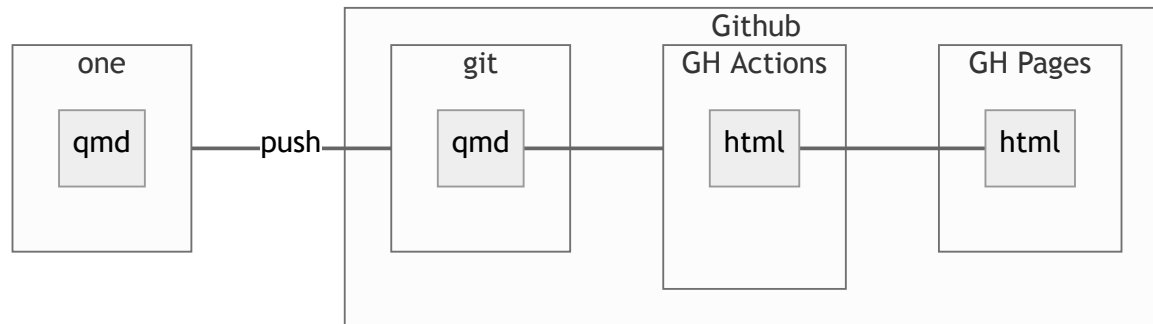 Github
one
git
GH Actions
GH Pages
qmd
push
qmd
html
html